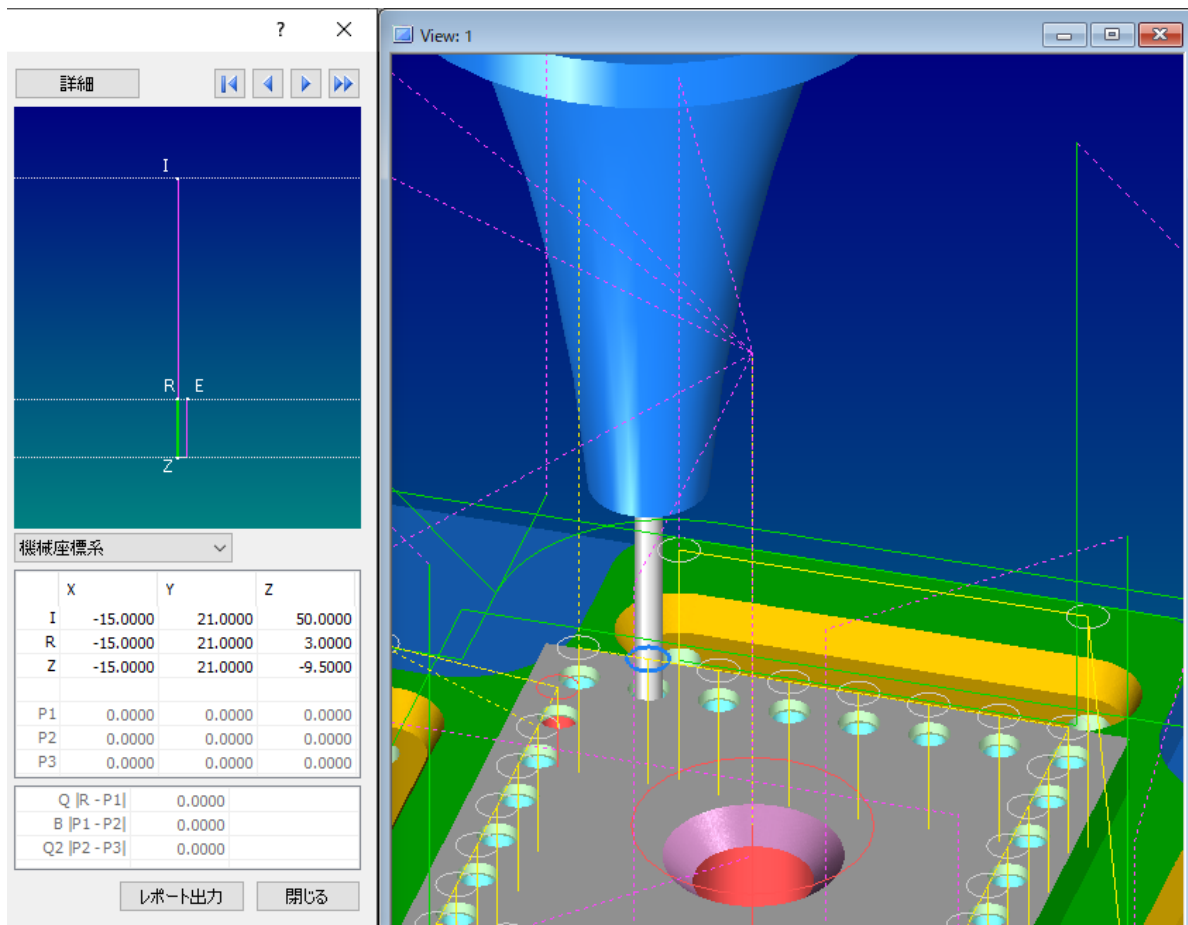 ?
詳細
I
R E
Z
機械座標系
X Y Z
I -15.0000 21.0000 50.0000
R -15.0000 21.0000 3.0000
Z -15.0000 21.0000 -9.5000
P1 0.0000 0.0000 0.0000
P2 0.0000 0.0000 0.0000
P3 0.0000 0.0000 0.0000
Q |R - P1| 0.0000
B |P1 - P2| 0.0000
Q2 |P2 - P3| 0.0000
レポート出力 閉じる
View: 1